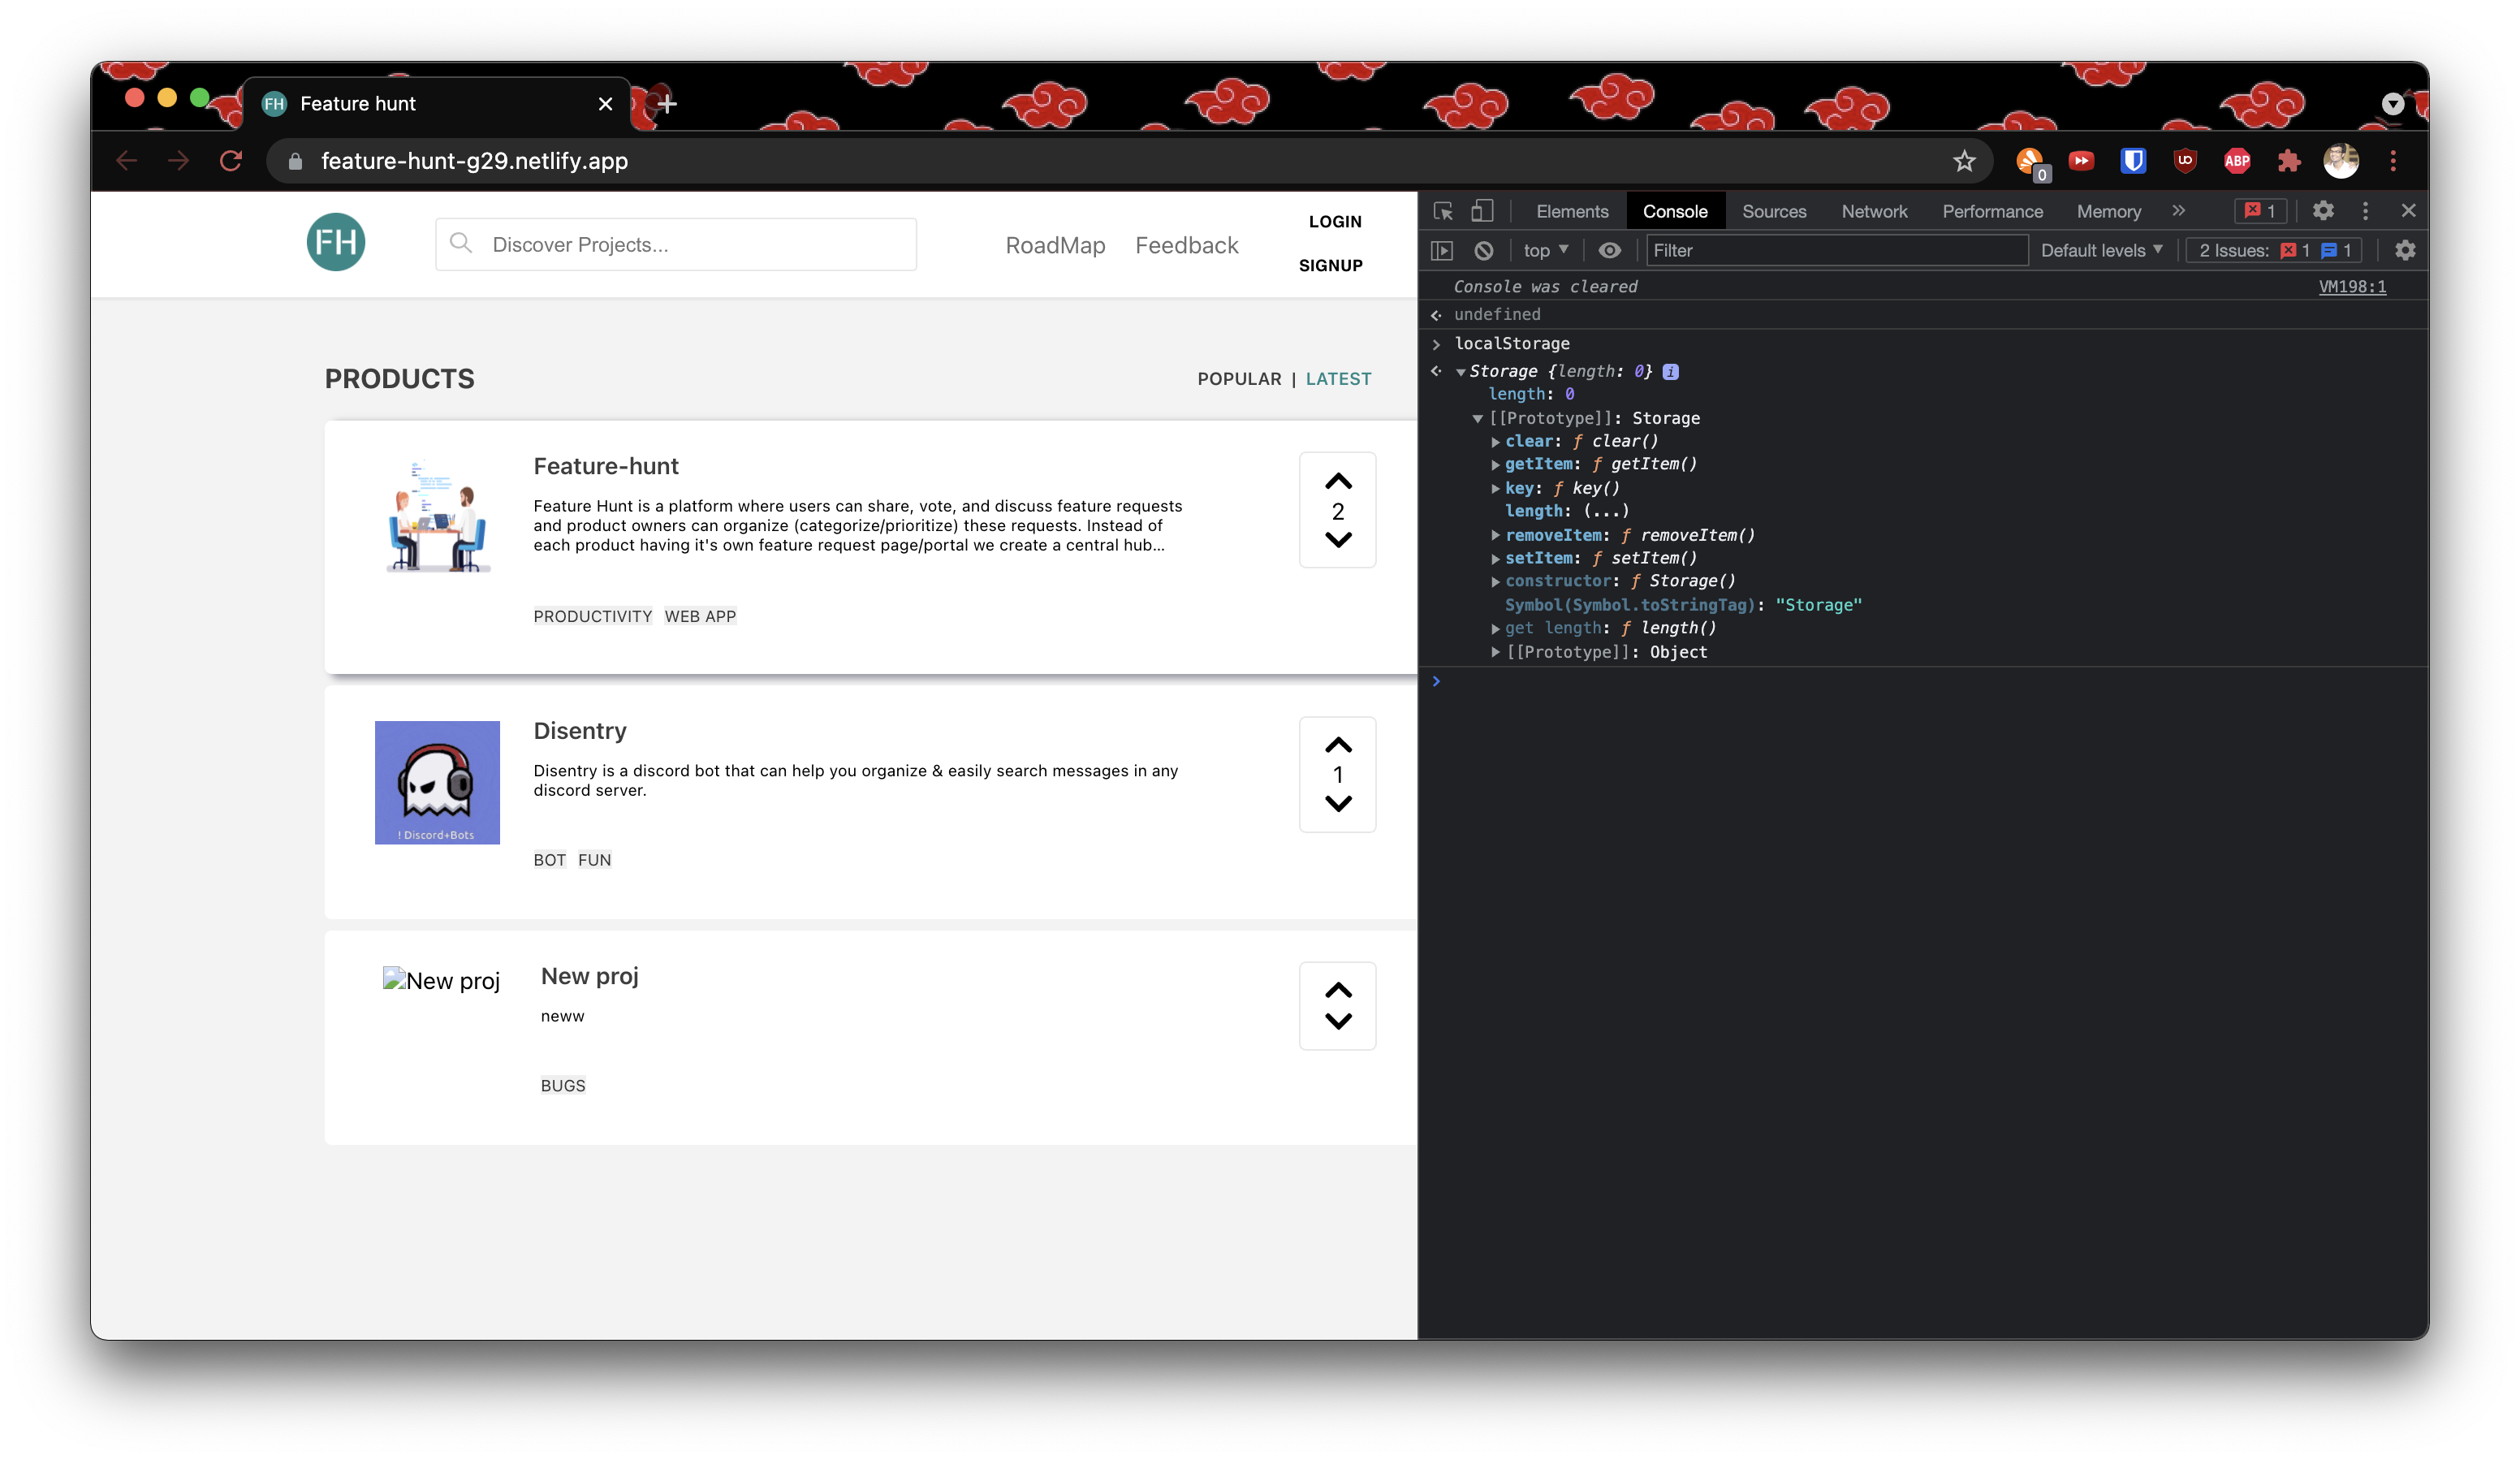 FH Feature hunt
feature-hunt-g29.netlify.app
0
ABP
FH
Discover Projects...
RoadMap
Feedback
LOGIN
SIGNUP
PRODUCTS
POPULAR | LATEST
Feature-hunt
Feature Hunt is a platform where users can share, vote, and discuss feature requests
and product owners can organize (categorize/prioritize) these requests. Instead of
each product having it's own feature request page/portal we create a central hub...
2
PRODUCTIVITY WEB APP
Disentry
Disentry is a discord bot that can help you organize & easily search messages in any
discord server.
1
! Discord+Bots
BOT FUN
New proj
New proj
neww
BUGS
Elements Console Sources Network Performance Memory 1
top Filter Default levels 2 Issues: 1 1
Console was cleared VM198:1
undefined
localStorage
Storage {length: 0} i
length: 0
[[Prototype]]: Storage
clear: ƒ clear()
getItem: ƒ getItem()
key: ƒ key()
length: (...)
removeItem: ƒ removeItem()
setItem: ƒ setItem()
constructor: ƒ Storage()
Symbol(Symbol.toStringTag): "Storage"
get length: ƒ length()
[[Prototype]]: Object